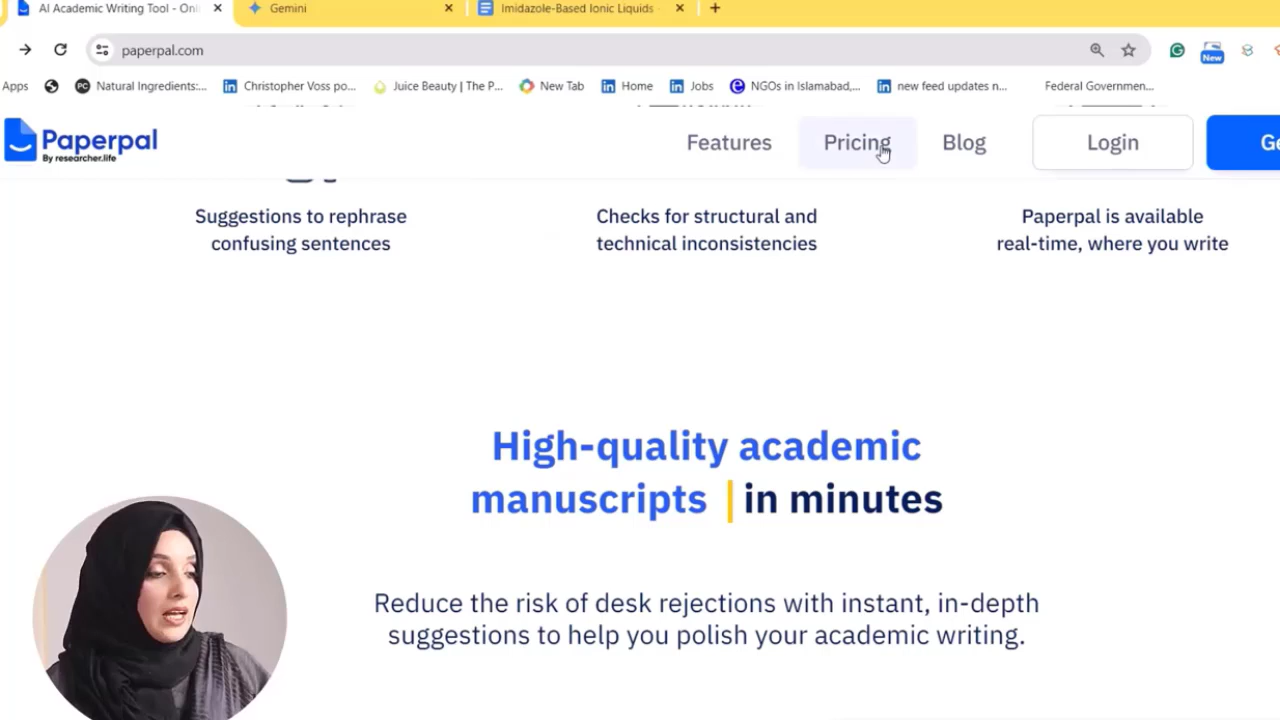 AI Academic Writing Tool - Onli
Gemini
Imidazole-Based Ionic Liquids -
paperpal.com
New
Apps
Natural Ingredients:...
Christopher Voss po...
Juice Beauty | The P...
New Tab
Home
Jobs
NGOs in Islamabad,...
new feed updates n...
Federal Governmen...
Paperpal
By researcher.life
Features
Pricing
Blog
Login
Ge
Suggestions to rephrase
confusing sentences
Checks for structural and
technical inconsistencies
Paperpal is available
real-time, where you write
High-quality academic
manuscripts | in minutes
Reduce the risk of desk rejections with instant, in-depth
suggestions to help you polish your academic writing.